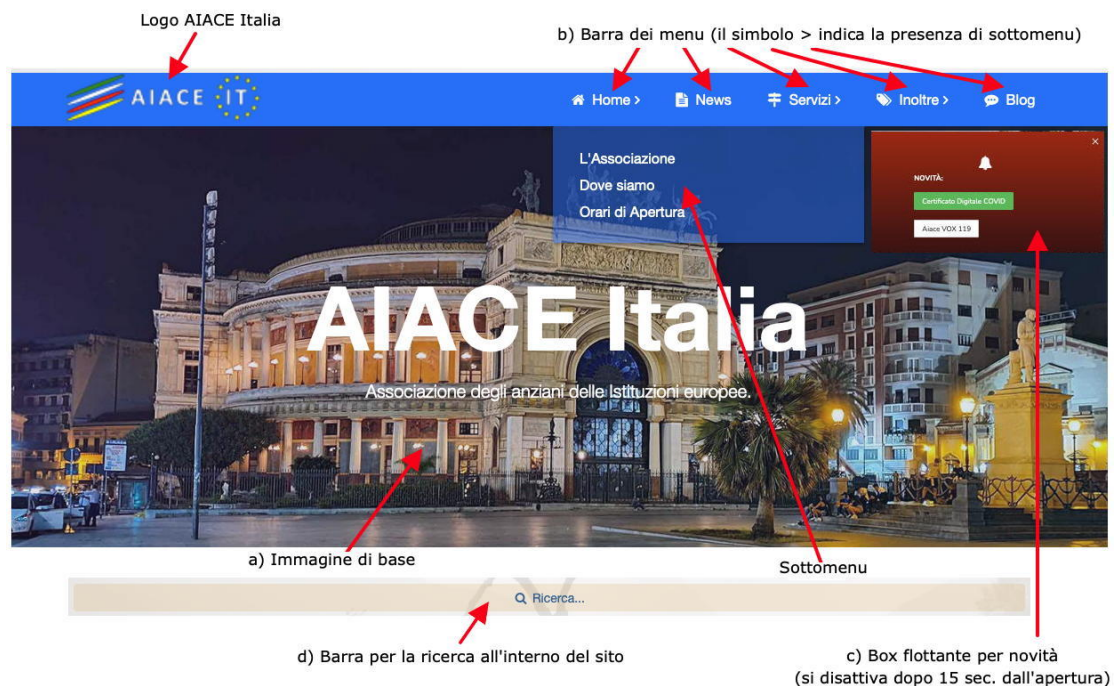 Logo AIACE Italia
b) Barra dei menu (il simbolo > indica la presenza di sottomenu)
AIACE IT
Home >
News
Servizi >
Inoltre >
Blog
L'Associazione
Dove siamo
Orari di Apertura
×
NOVITÀ:
Certificato Digitale COVID
Aiace VOX 119
AIACE Italia
Associazione degli anziani delle Istituzioni europee.
a) Immagine di base
Sottomenu
Ricerca...
d) Barra per la ricerca all'interno del sito
c) Box flottante per novità
(si disattiva dopo 15 sec. dall'apertura)